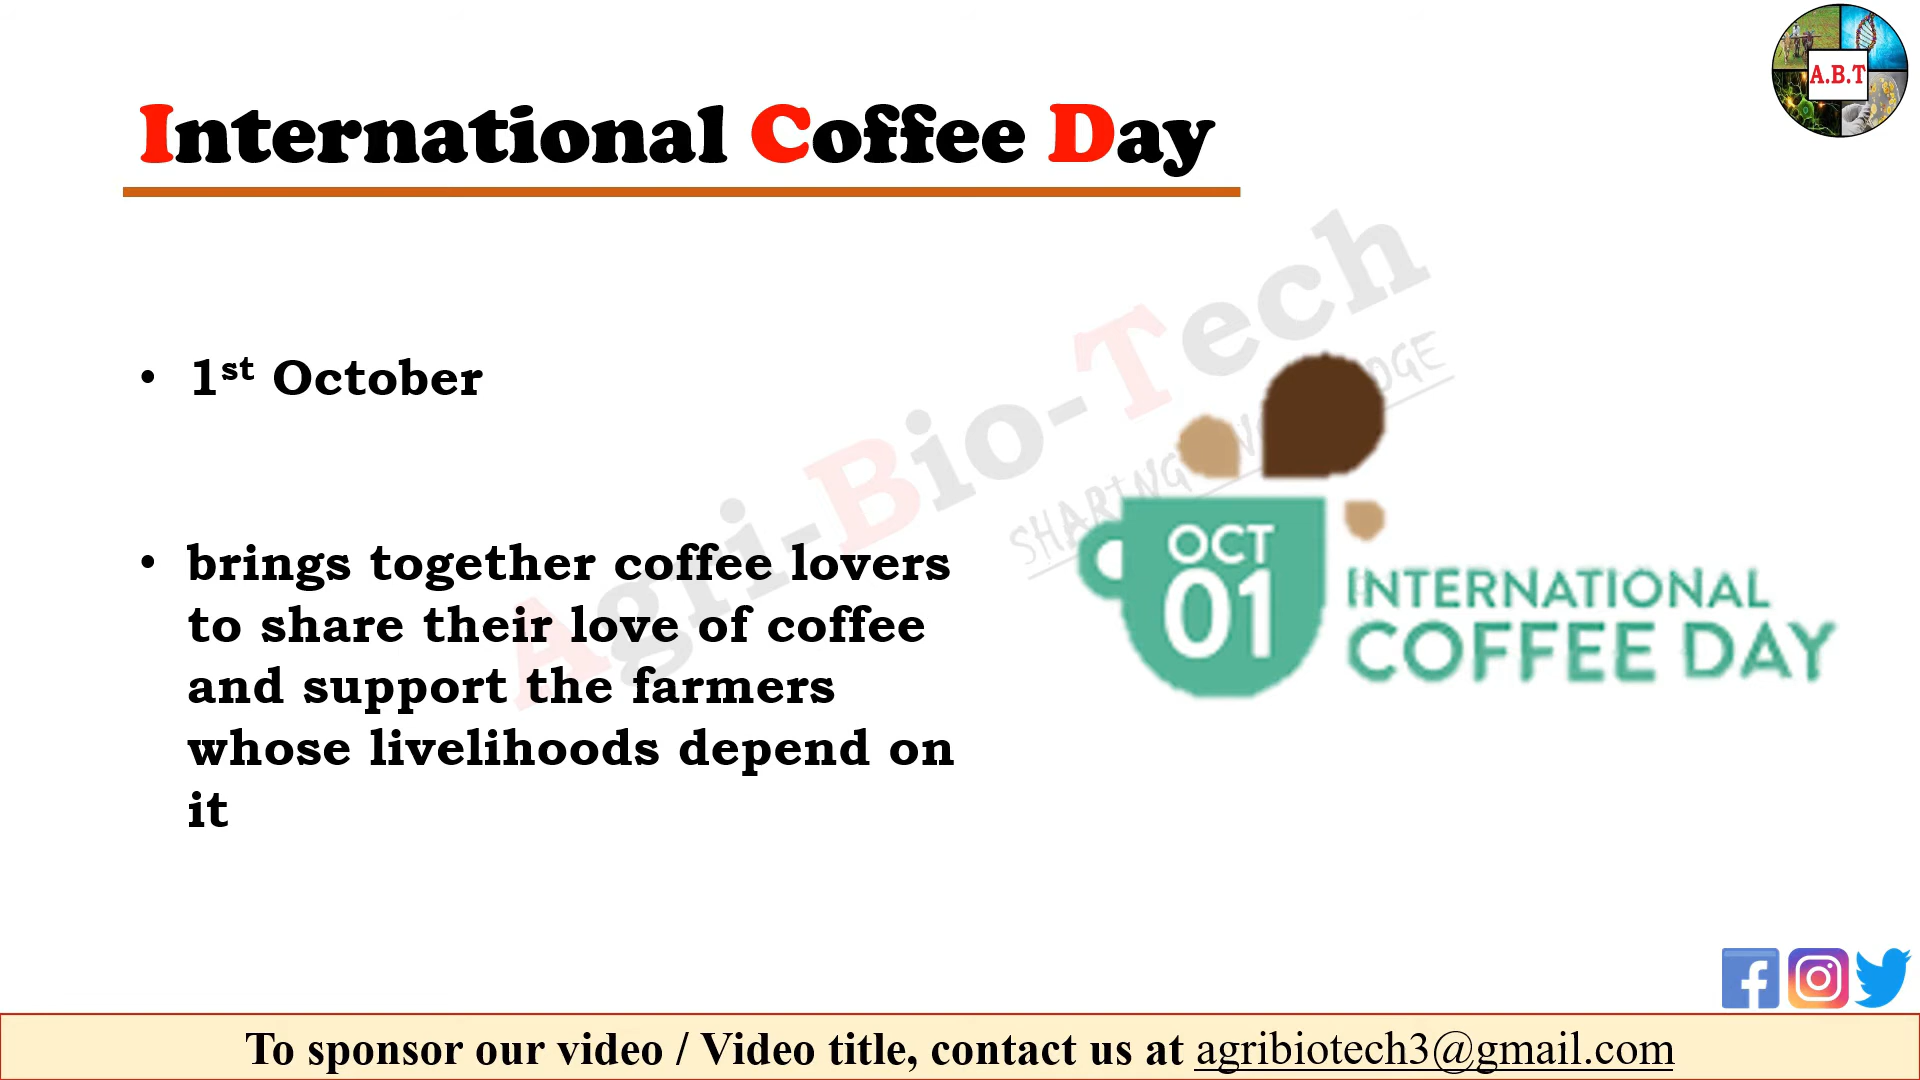 A.B.T
International Coffee Day
• 1st October
• brings together coffee lovers
to share their love of coffee
and support the farmers
whose livelihoods depend on
it
Agri-Bio-Tech
SHARING
OCT
01
INTERNATIONAL
COFFEE DAY
To sponsor our video / Video title, contact us at agribiotech3@gmail.com